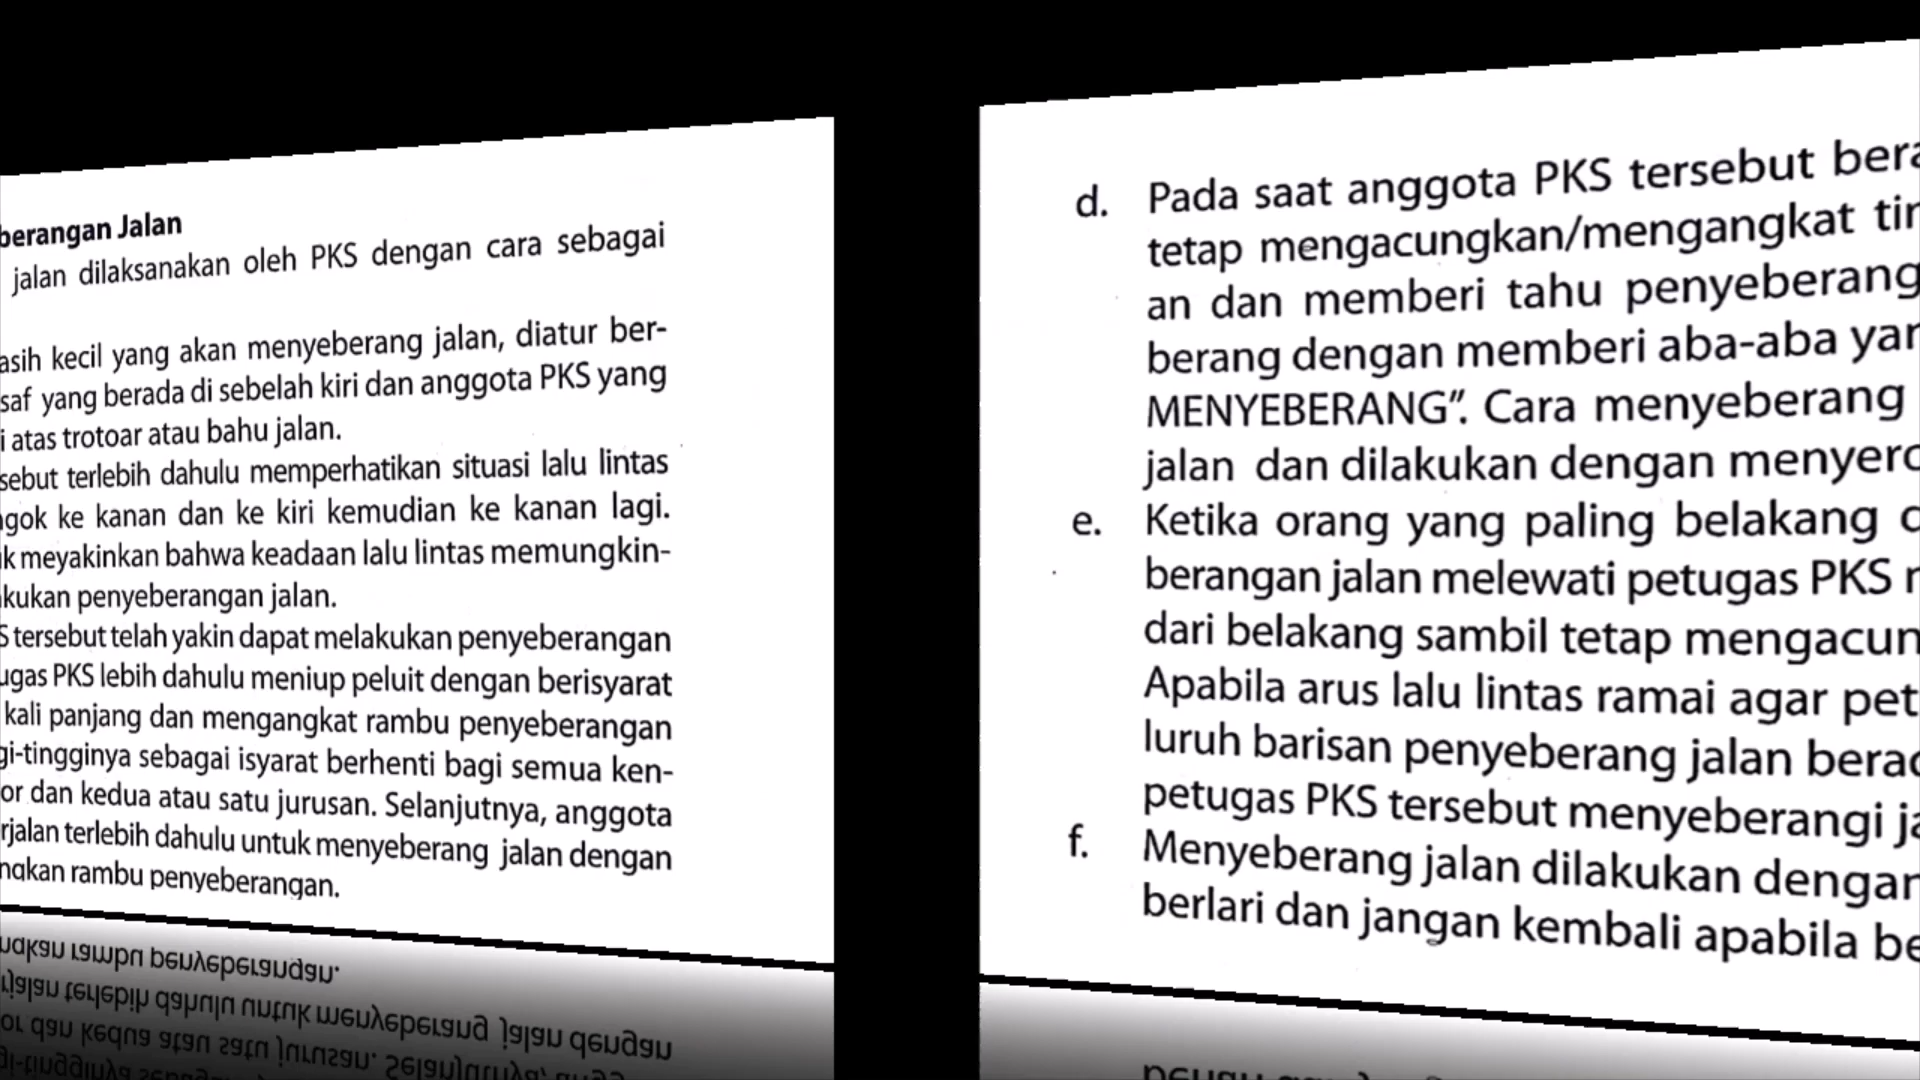 berangan Jalan
jalan dilaksanakan oleh PKS dengan cara sebagai
asih kecil yang akan menyeberang jalan, diatur ber-
saf yang berada di sebelah kiri dan anggota PKS yang
i atas trotoar atau bahu jalan.
sebut terlebih dahulu memperhatikan situasi lalu lintas
gok ke kanan dan ke kiri kemudian ke kanan lagi.
k meyakinkan bahwa keadaan lalu lintas memungkin-
kukan penyeberangan jalan.
S tersebut telah yakin dapat melakukan penyeberangan
ugas PKS lebih dahulu meniup peluit dengan berisyarat
kali panjang dan mengangkat rambu penyeberangan
gi-tingginya sebagai isyarat berhenti bagi semua ken-
or dan kedua atau satu jurusan. Selanjutnya, anggota
rjalan terlebih dahulu untuk menyeberang jalan dengan
ngkan rambu penyeberangan.
d. Pada saat anggota PKS tersebut bera
tetap mengacungkan/mengangkat tin
an dan memberi tahu penyeberang
berang dengan memberi aba-aba yan
MENYEBERANG". Cara menyeberang
jalan dan dilakukan dengan menyero
e. Ketika orang yang paling belakang d
berangan jalan melewati petugas PKS
dari belakang sambil tetap mengacun
Apabila arus lalu lintas ramai agar pet
luruh barisan penyeberang jalan berad
petugas PKS tersebut menyeberangi ja
f. Menyeberang jalan dilakukan dengan
berlari dan jangan kembali apabila be